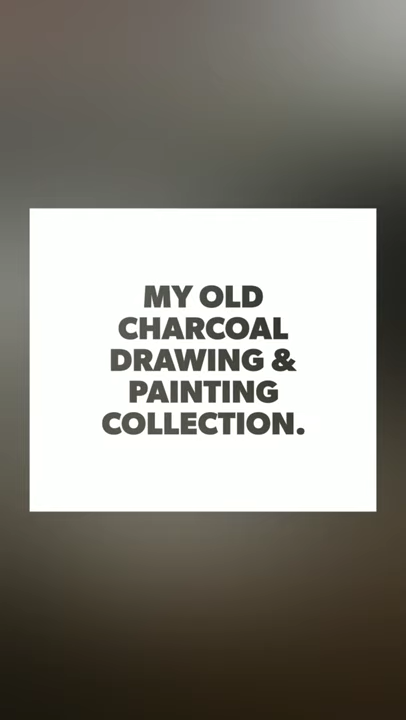 MY OLD
CHARCOAL
DRAWING &
PAINTING
COLLECTION.